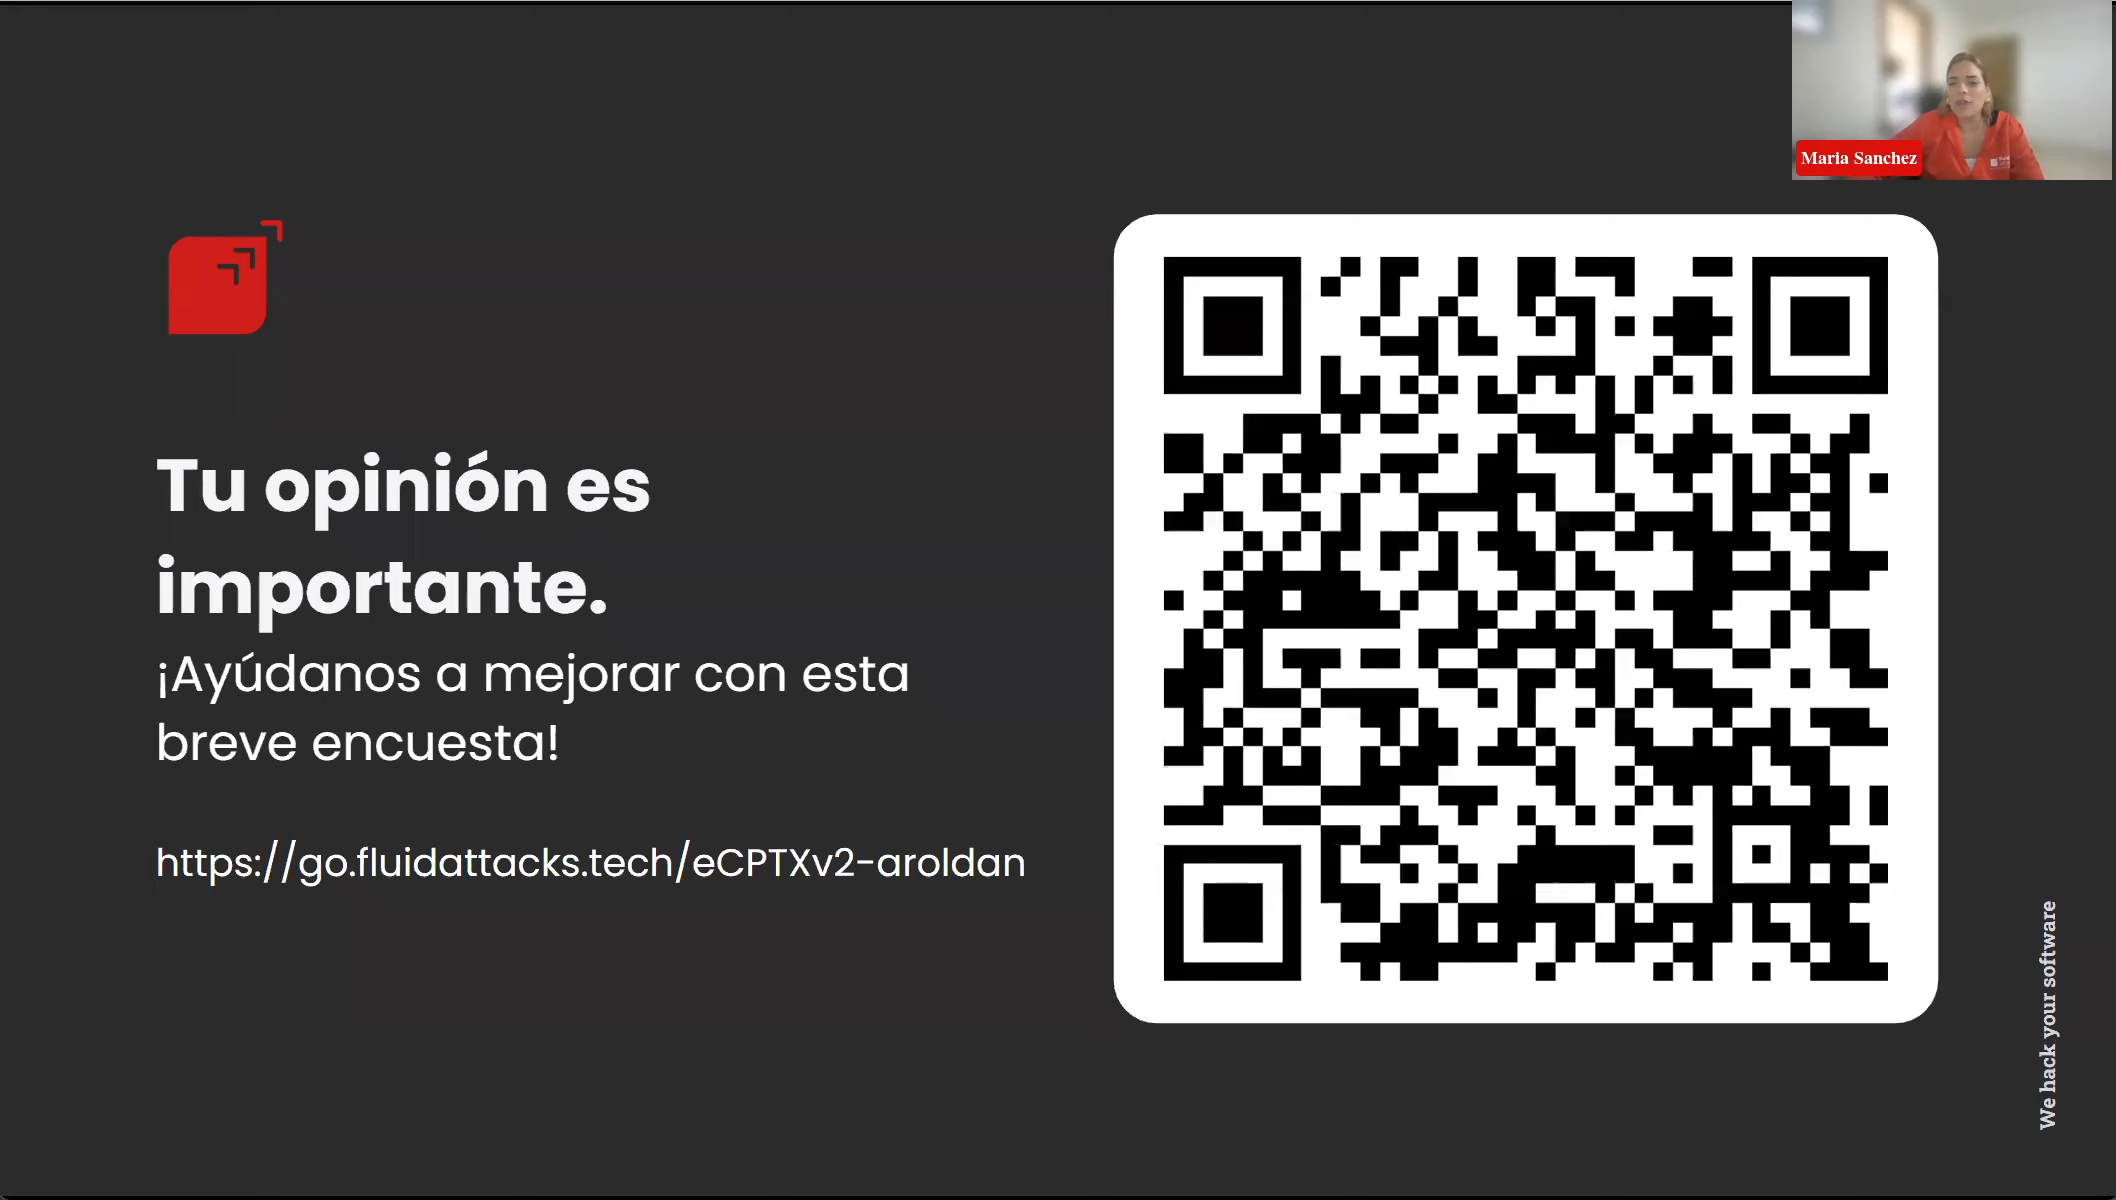 Maria Sanchez
Tu opinión es
importante.
¡Ayúdanos a mejorar con esta
breve encuesta!
https://go.fluidattacks.tech/eCPTXv2-aroldan
We hack your software